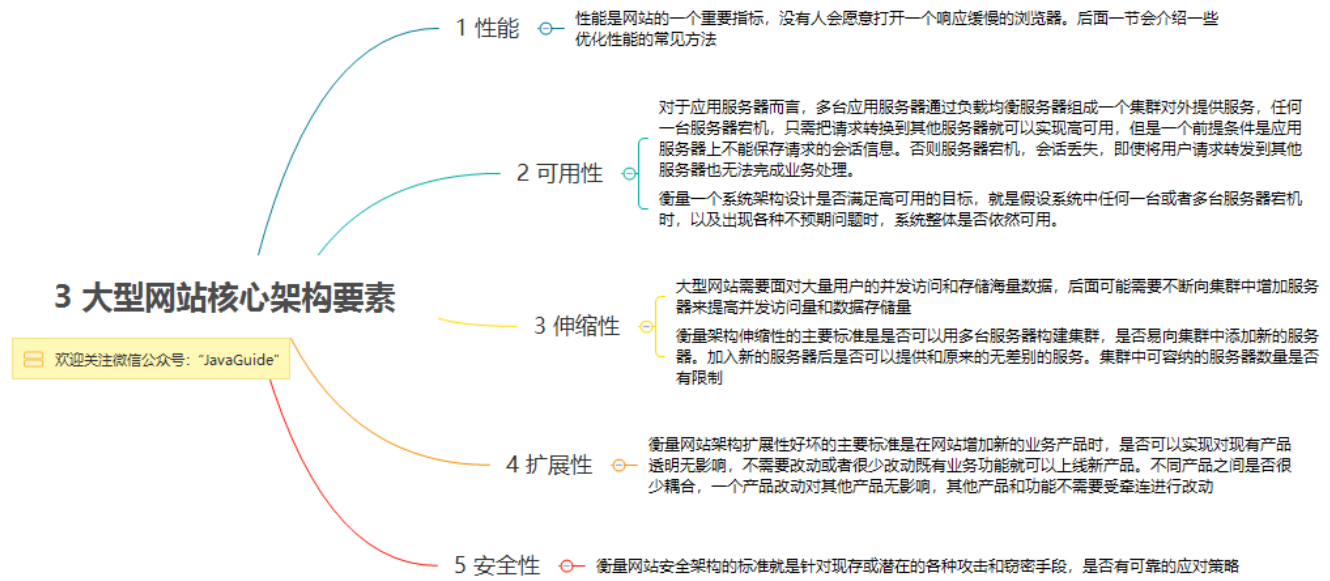 1 性能
性能是网站的一个重要指标，没有人会愿意打开一个响应缓慢的浏览器。后面一节会介绍一些
优化性能的常见方法
2 可用性
对于应用服务器而言，多台应用服务器通过负载均衡服务器组成一个集群对外提供服务，任何
一台服务器宕机，只需把请求转换到其他服务器就可以实现高可用，但是一个前提条件是应用
服务器上不能保存请求的会话信息。否则服务器宕机，会话丢失，即使将用户请求转发到其他
服务器也无法完成业务处理。
衡量一个系统架构设计是否满足高可用的目标，就是假设系统中任何一台或者多台服务器宕机
时，以及出现各种不预期问题时，系统整体是否依然可用。
3 大型网站核心架构要素
欢迎关注微信公众号："JavaGuide"
3 伸缩性
大型网站需要面对大量用户的并发访问和存储海量数据，后面可能需要不断向集群中增加服务
器来提高并发访问量和数据存储量
衡量架构伸缩性的主要标准是是否可以用多台服务器构建集群，是否易向集群中添加新的服务
器。加入新的服务器后是否可以提供和原来的无差别的服务。集群中可容纳的服务器数量是否
有限制
4 扩展性
衡量网站架构扩展性好坏的主要标准是在网站增加新的业务产品时，是否可以实现对现有产品
透明无影响，不需要改动或者很少改动既有业务功能就可以上线新产品。不同产品之间是否很
少耦合，一个产品改动对其他产品无影响，其他产品和功能不需要受牵连进行改动
5 安全性
衡量网站安全架构的标准就是针对现存或潜在的各种攻击和窃密手段，是否有可靠的应对策略